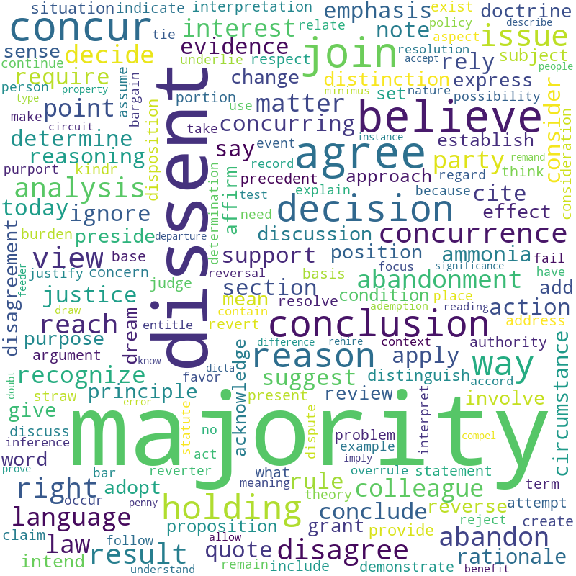 situation indicate interpretation exist policy doctrine
concur tie interest emphasis relate aspect describe
continue sense decide evidence underlie respect join note resolution accept people issue subject
person property require change distinction rely express
type make assume bargain portion use matter set nature possibility
circuit minimis believe consider
point disposition take concurring instance establish remand
determine purport kindr event agree party think consideration
reasoning dissent say precedent approach regard
analysis record explain because cite
test decision effect
today ignore affirm need
burden preside determination discussion position concurrence
disagreement view base departure support reversal focus significance ammonia fail have
justify concern judge section basis abandonment add
feeder justice mean resolve condition place action
draw reach dream entitle contain revert conclusion ademption reading address
purpose know difference rehire context authority
argument favor reason apply way accord
doubt recognize dicta suggest distinguish
give principle acknowledge present review involve circumstance
straw error majority compel
discuss inference statute no dispute problem interpret
word act example imply
prove bar reverter what rule colleague overrule statement term
right occur penny meaning theory conclude reverse reject attempt
adopt holding create
language proposition grant provide abandon
claim law follow allow quote disagree rationale
intend result remain include demonstrate
understand benefit